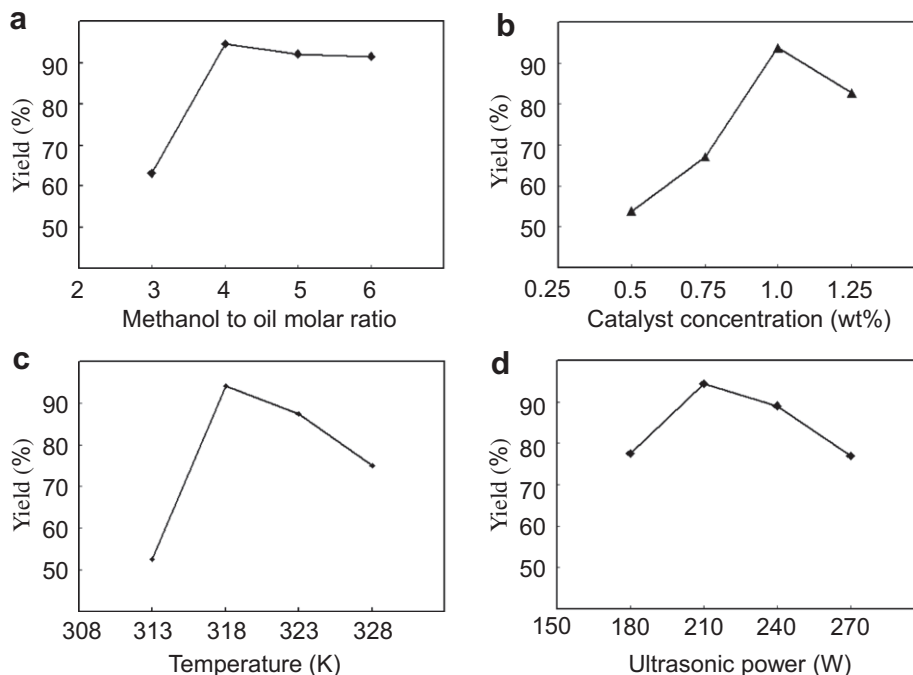 a
Yield (%)
90
80
70
60
50
2 3 4 5 6
Methanol to oil molar ratio
b
Yield (%)
90
80
70
60
50
0.25 0.5 0.75 1.0 1.25
Catalyst concentration (wt%)
c
Yield (%)
90
80
70
60
50
308 313 318 323 328
Temperature (K)
d
Yield (%)
90
80
70
60
50
150 180 210 240 270
Ultrasonic power (W)